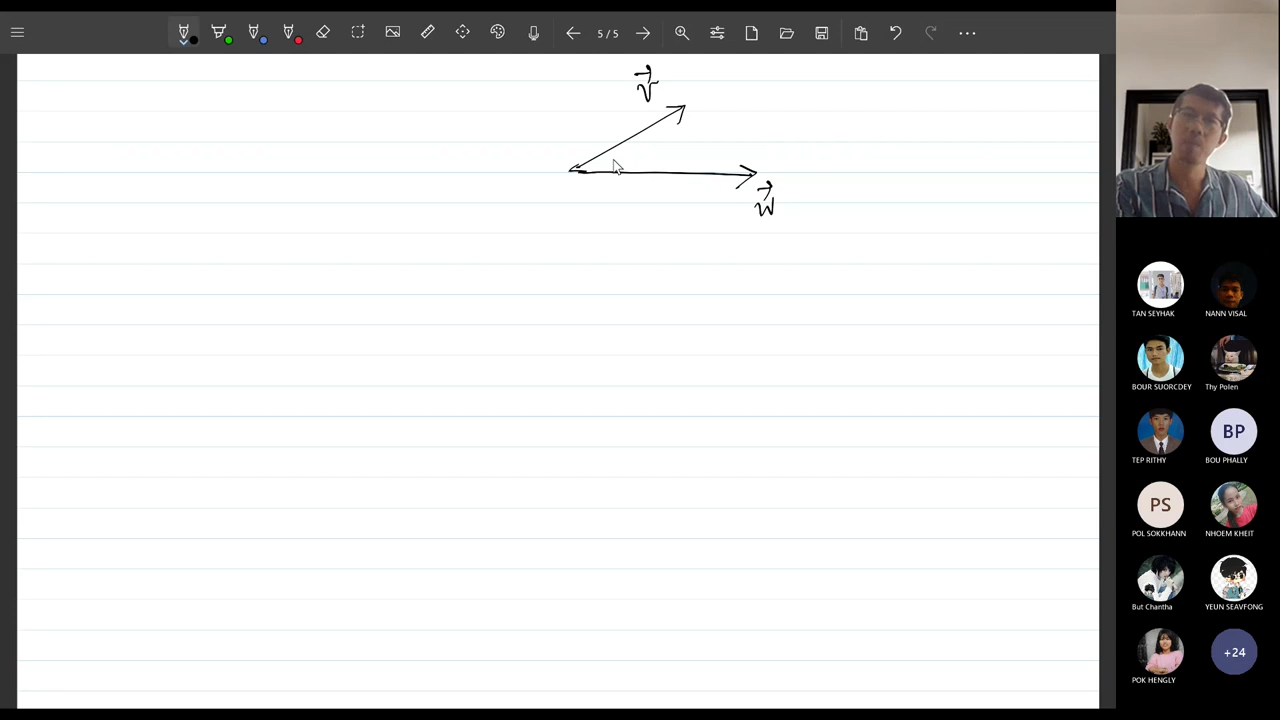 5 / 5
v⃗
w⃗
TAN SEYHAK NANN VISAL
BOUR SUORCDEY Thy Polen
BP
TEP RITHY BOU PHALLY
PS
POL SOKKHANN NHOEM KHEIT
But Chantha YEUN SEAVFONG
+24
POK HENGLY